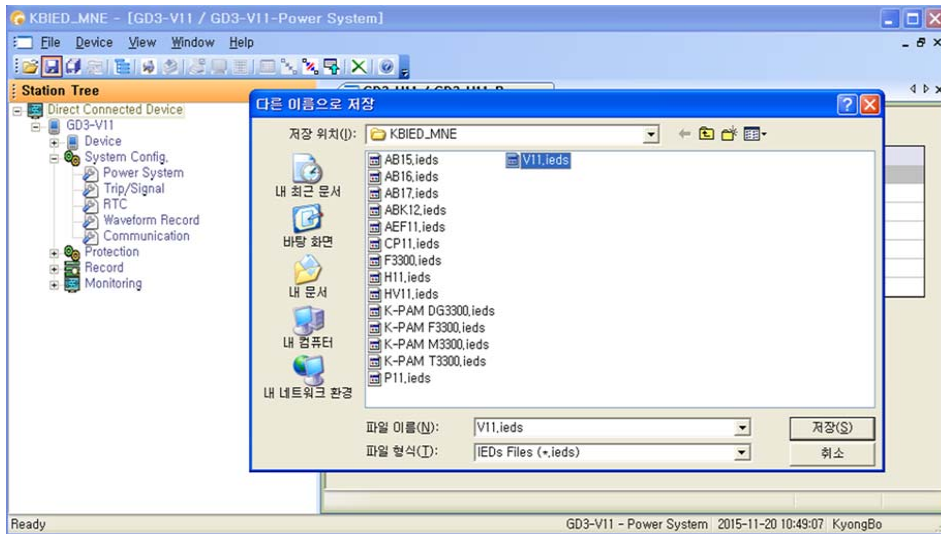 KBIED_MNE - [GD3-V11 / GD3-V11-Power System]
File Device View Window Help
Station Tree
Direct Connected Device
GD3-V11
Device
System Config.
Power System
Trip/Signal
RTC
Waveform Record
Communication
Protection
Record
Monitoring
다른 이름으로 저장
저장 위치(I):
KBIED_MNE
내 최근 문서
바탕 화면
내 문서
내 컴퓨터
내 네트워크 환경
AB15.ieds
AB16.ieds
AB17.ieds
ABK12.ieds
AEF11.ieds
CP11.ieds
F3300.ieds
H11.ieds
HV11.ieds
K-PAM DG3300.ieds
K-PAM F3300.ieds
K-PAM M3300.ieds
K-PAM T3300.ieds
P11.ieds
V11.ieds
파일 이름(N): V11.ieds 저장(S)
파일 형식(T): IEDs Files (*.ieds) 취소
Ready GD3-V11 - Power System 2015-11-20 10:49:07 KyongBo